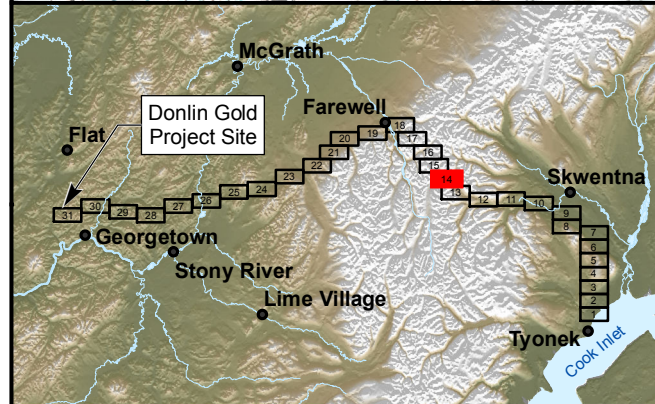 McGrath
Donlin Gold
Project Site
Farewell
Flat
18
19
17
20
16
21
15
22
14
23
13
24
12
11
10
25
26
27
28
29
30
31
Skwentna
9
8
7
6
5
4
3
2
1
Georgetown
Stony River
Lime Village
Tyonek
Cook Inlet